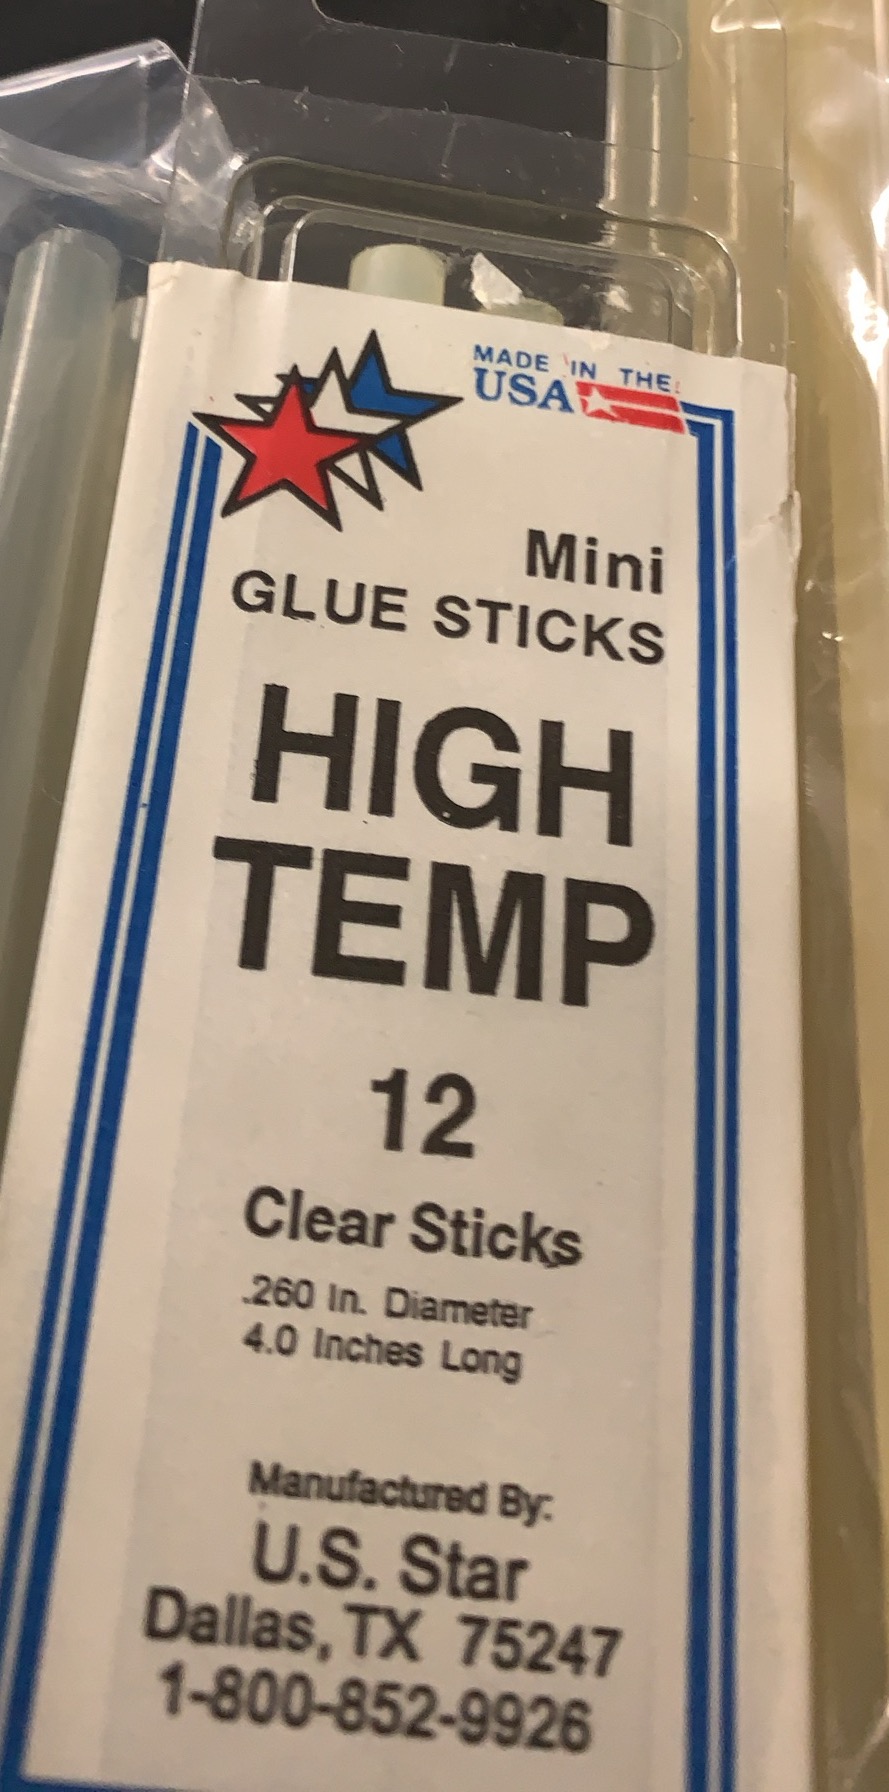 MADE IN THE
USA
Mini
GLUE STICKS
HIGH
TEMP
12
Clear Sticks
.260 In. Diameter
4.0 Inches Long
Manufactured By:
U.S. Star
Dallas, TX 75247
1-800-852-9926